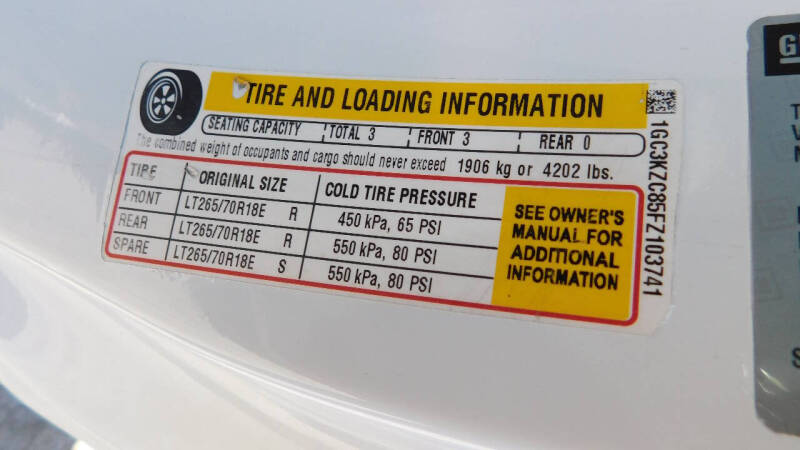 TIRE AND LOADING INFORMATION
SEATING CAPACITY TOTAL 3 FRONT 3 REAR 0
The combined weight of occupants and cargo should never exceed 1906 kg or 4202 lbs.
TIRE ORIGINAL SIZE COLD TIRE PRESSURE
FRONT LT265/70R18E R 450 kPa, 65 PSI
REAR LT265/70R18E R 550 kPa, 80 PSI
SPARE LT265/70R18E S 550 kPa, 80 PSI
SEE OWNER'S
MANUAL FOR
ADDITIONAL
INFORMATION
1GC3KZC85FZ103741